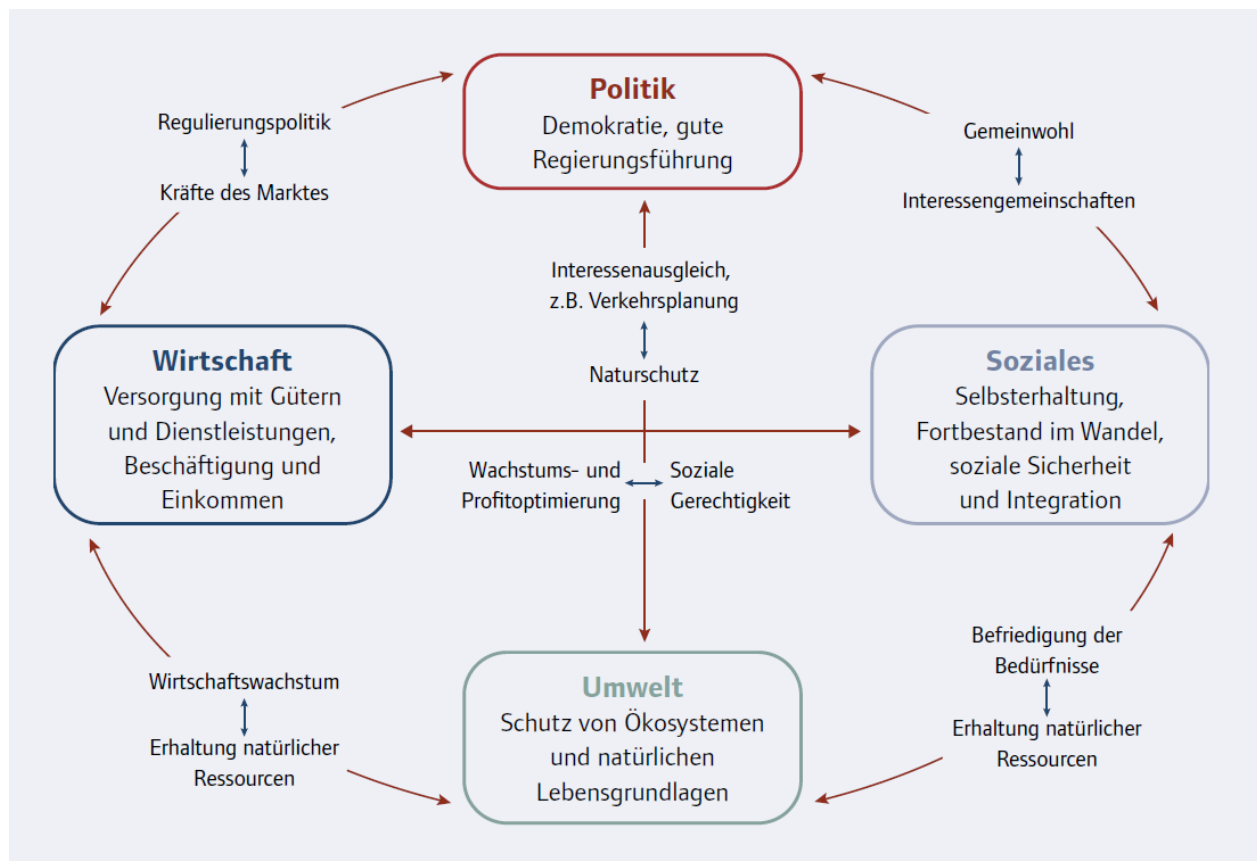 Politik
Demokratie, gute
Regierungsführung
Regulierungspolitik
Kräfte des Marktes
Gemeinwohl
Interessengemeinschaften
Interessenausgleich,
z.B. Verkehrsplanung
Naturschutz
Wirtschaft
Versorgung mit Gütern
und Dienstleistungen,
Beschäftigung und
Einkommen
Soziales
Selbsterhaltung,
Fortbestand im Wandel,
soziale Sicherheit
und Integration
Wachstums- und
Profitoptimierung
Soziale
Gerechtigkeit
Wirtschaftswachstum
Erhaltung natürlicher
Ressourcen
Umwelt
Schutz von Ökosystemen
und natürlichen
Lebensgrundlagen
Befriedigung der
Bedürfnisse
Erhaltung natürlicher
Ressourcen